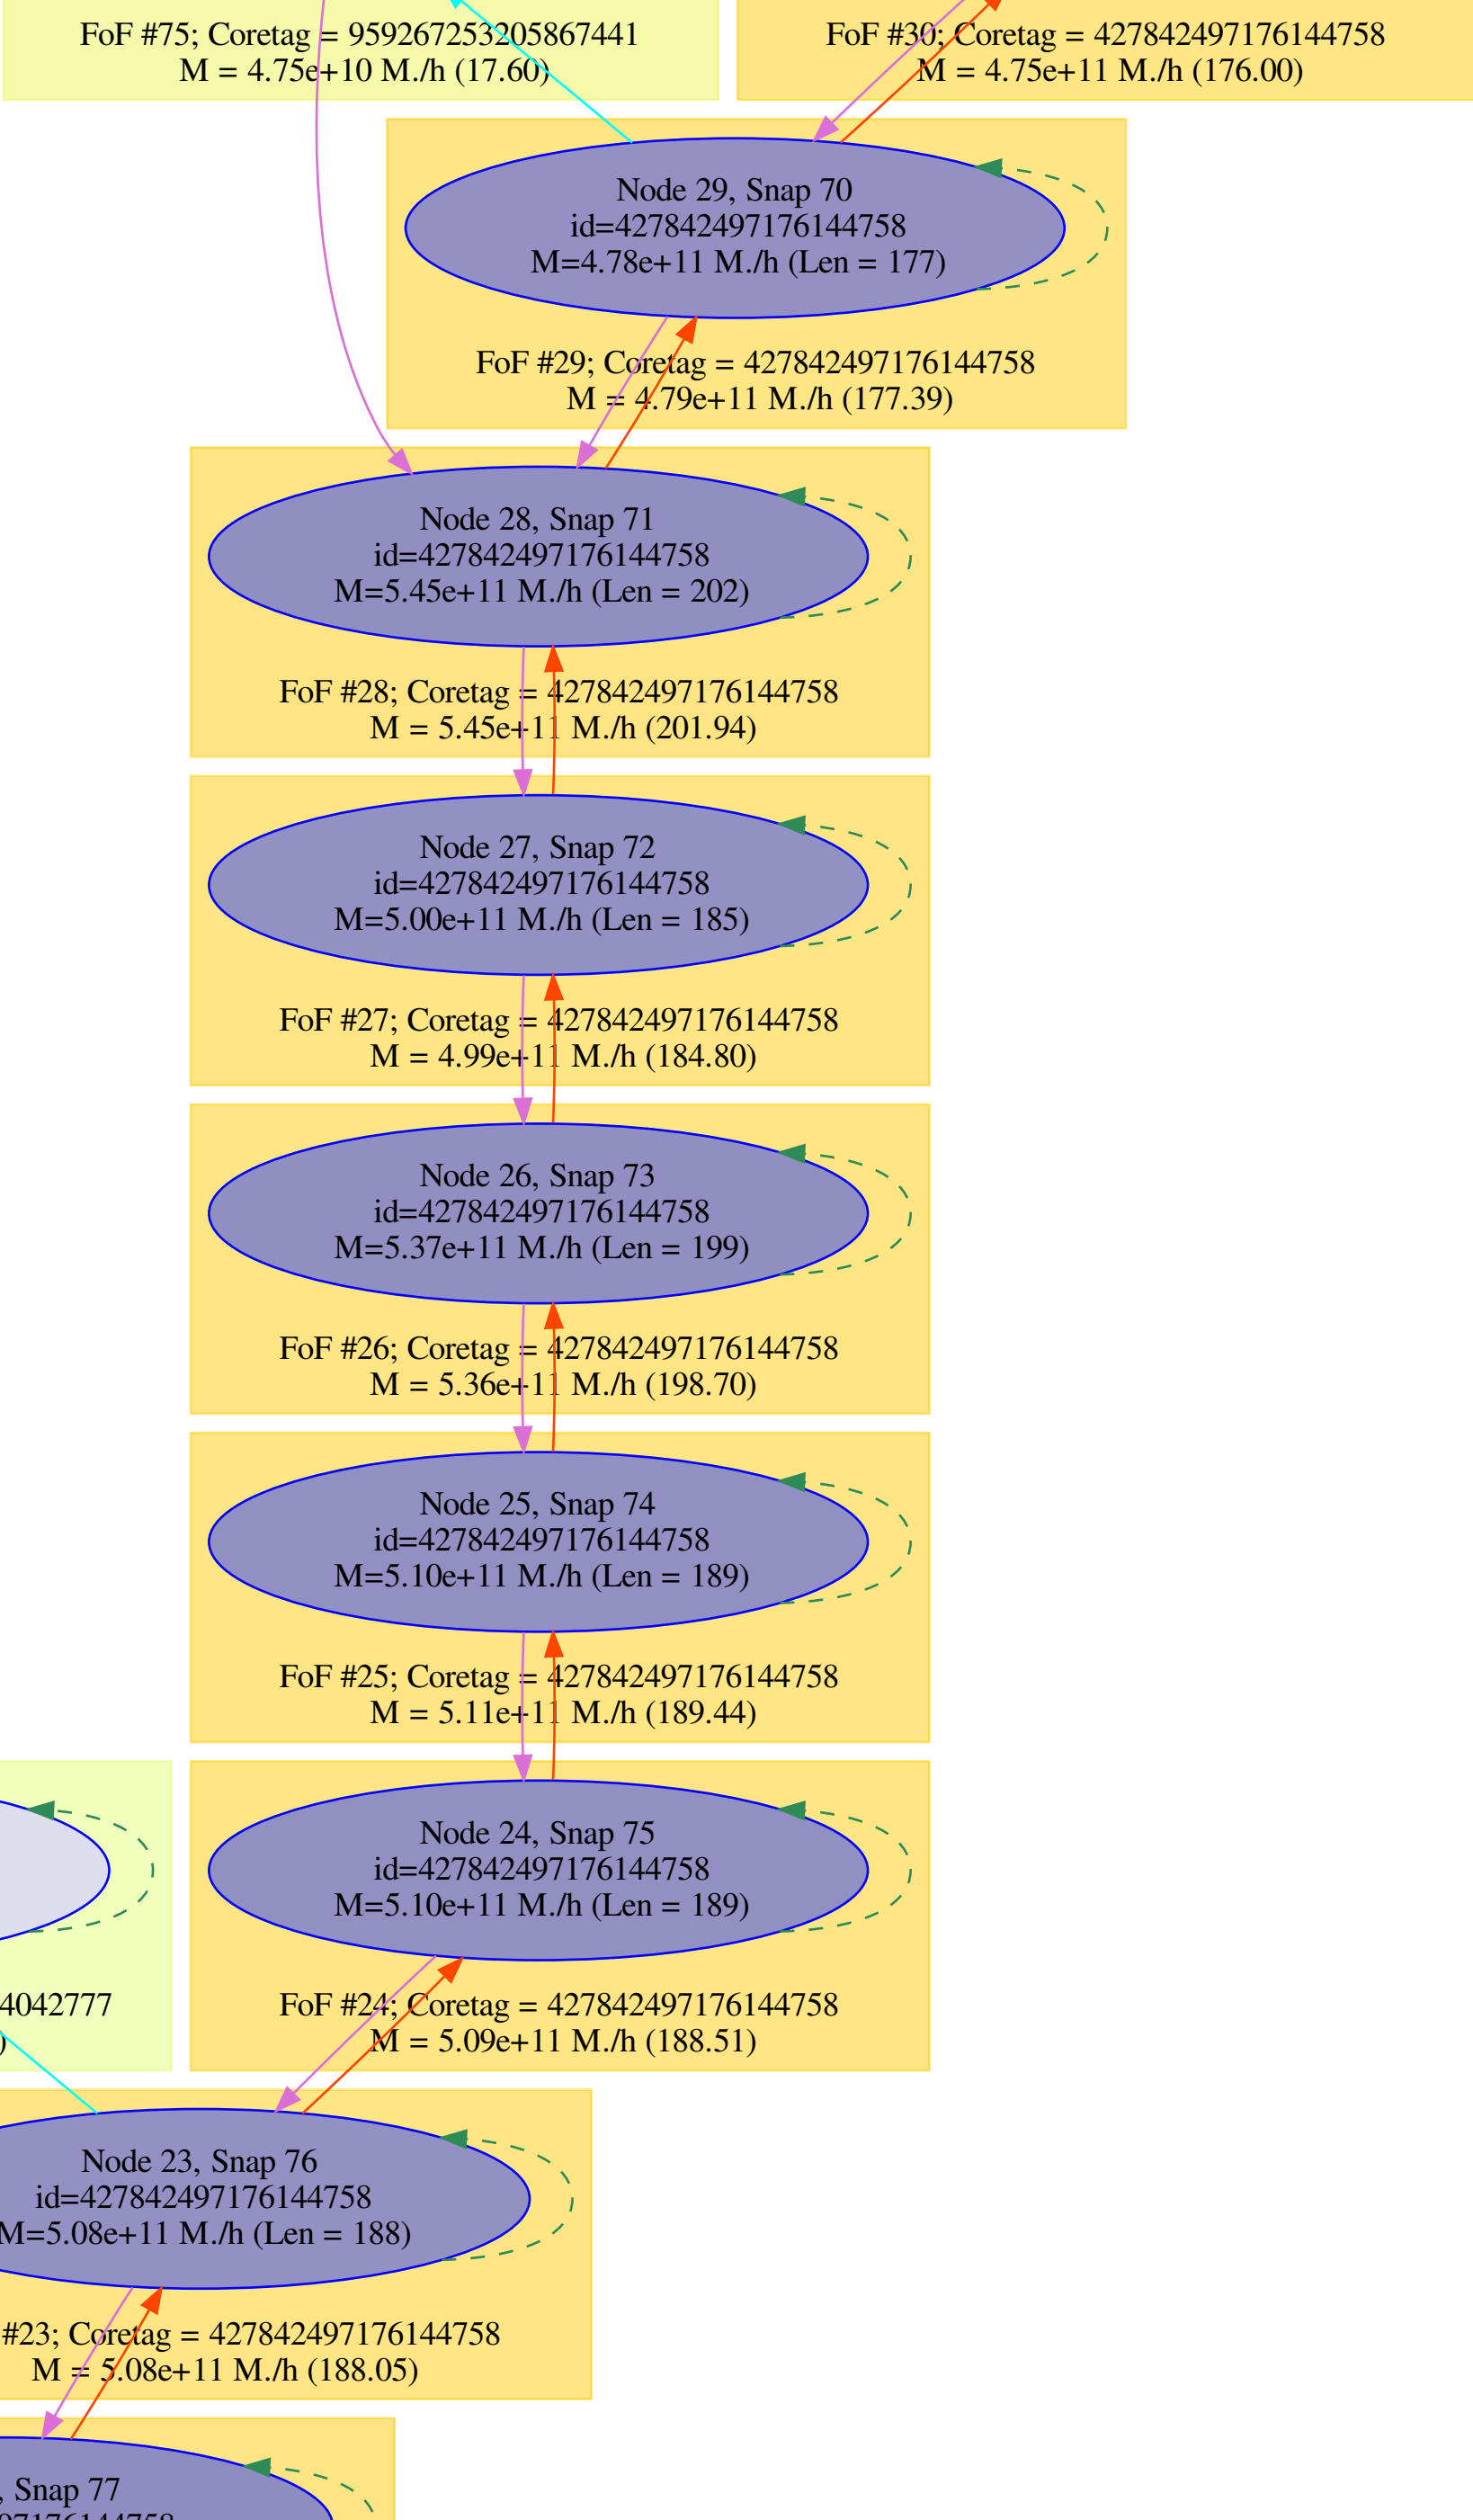 FoF #75; Coretag = 959267253205867441
M = 4.75e+10 M./h (17.60)
FoF #30; Coretag = 427842497176144758
M = 4.75e+11 M./h (176.00)
Node 29, Snap 70
id=427842497176144758
M=4.78e+11 M./h (Len = 177)
FoF #29; Coretag = 427842497176144758
M = 4.79e+11 M./h (177.39)
Node 28, Snap 71
id=427842497176144758
M=5.45e+11 M./h (Len = 202)
FoF #28; Coretag = 427842497176144758
M = 5.45e+11 M./h (201.94)
Node 27, Snap 72
id=427842497176144758
M=5.00e+11 M./h (Len = 185)
FoF #27; Coretag = 427842497176144758
M = 4.99e+11 M./h (184.80)
Node 26, Snap 73
id=427842497176144758
M=5.37e+11 M./h (Len = 199)
FoF #26; Coretag = 427842497176144758
M = 5.36e+11 M./h (198.70)
Node 25, Snap 74
id=427842497176144758
M=5.10e+11 M./h (Len = 189)
FoF #25; Coretag = 427842497176144758
M = 5.11e+11 M./h (189.44)
Node 24, Snap 75
id=427842497176144758
M=5.10e+11 M./h (Len = 189)
4042777
)
FoF #24; Coretag = 427842497176144758
M = 5.09e+11 M./h (188.51)
Node 23, Snap 76
id=427842497176144758
M=5.08e+11 M./h (Len = 188)
#23; Coretag = 427842497176144758
M = 5.08e+11 M./h (188.05)
, Snap 77